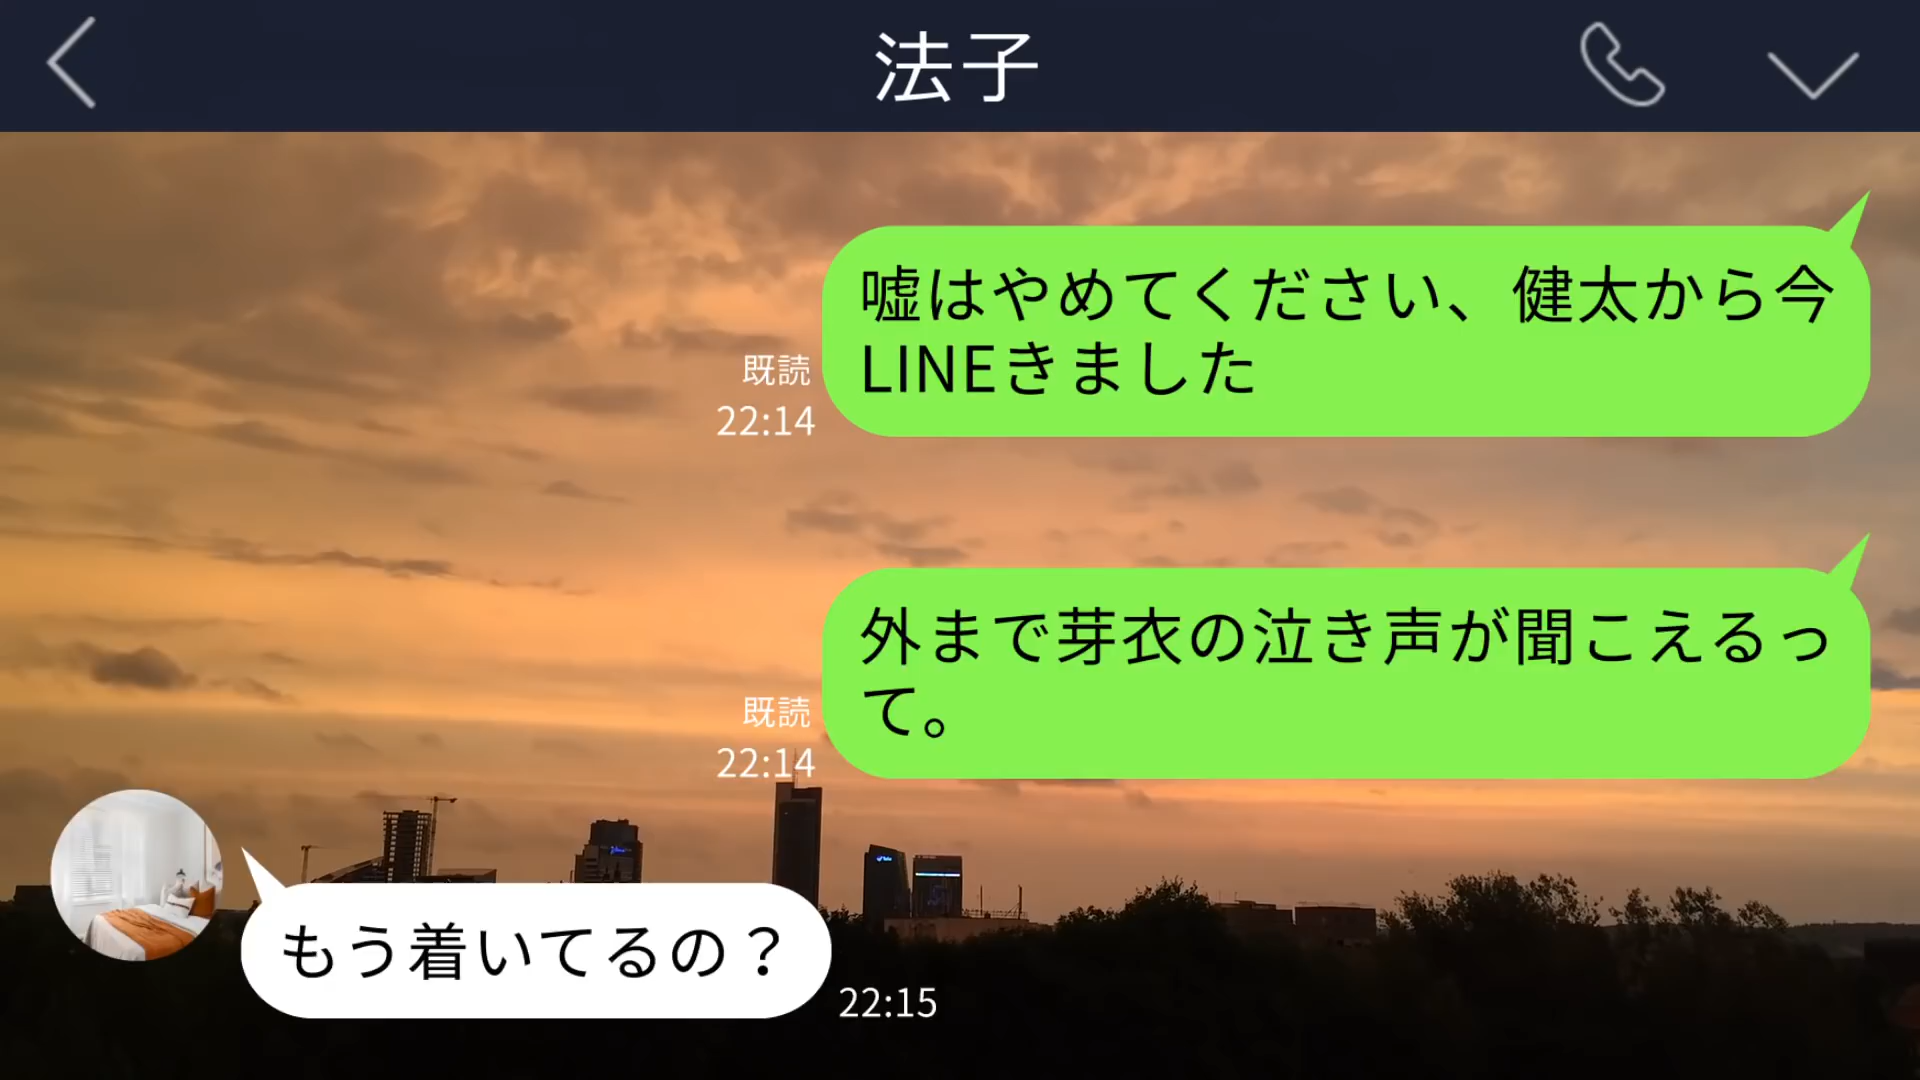 法子
嘘はやめてください、健太から今
LINEきました
既読
22:14
外まで芽衣の泣き声が聞こえるっ
て。
既読
22:14
もう着いてるの？
22:15